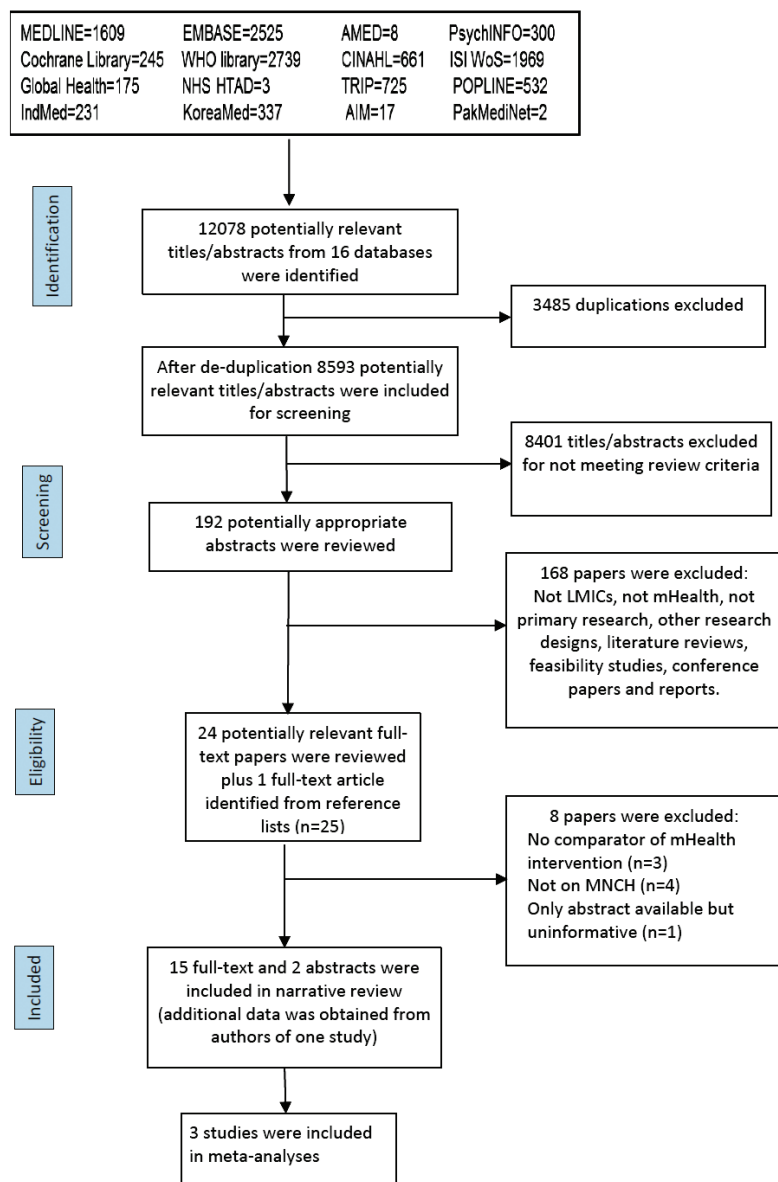 MEDLINE=1609 EMBASE=2525 AMED=8 PsychINFO=300
Cochrane Library=245 WHO library=2739 CINAHL=661 ISI WoS=1969
Global Health=175 NHS HTAD=3 TRIP=725 POPLINE=532
IndMed=231 KoreaMed=337 AIM=17 PakMediNet=2
Identification
12078 potentially relevant
titles/abstracts from 16 databases
were identified
3485 duplications excluded
After de-duplication 8593 potentially
relevant titles/abstracts were included
for screening
8401 titles/abstracts excluded
for not meeting review criteria
Screening
192 potentially appropriate
abstracts were reviewed
168 papers were excluded:
Not LMICs, not mHealth, not
primary research, other research
designs, literature reviews,
feasibility studies, conference
papers and reports.
Eligibility
24 potentially relevant full-
text papers were reviewed
plus 1 full-text article
identified from reference
lists (n=25)
8 papers were excluded:
No comparator of mHealth
intervention (n=3)
Not on MNCH (n=4)
Only abstract available but
uninformative (n=1)
Included
15 full-text and 2 abstracts were
included in narrative review
(additional data was obtained from
authors of one study)
3 studies were included
in meta-analyses